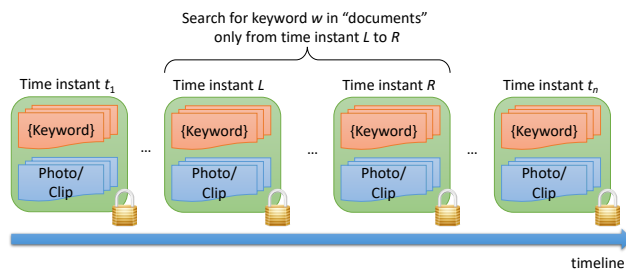 Search for keyword w in “documents”
only from time instant L to R
Time instant t1
Time instant L
Time instant R
Time instant tn
{Keyword}
{Keyword}
{Keyword}
{Keyword}
...
...
...
Photo/
Clip
Photo/
Clip
Photo/
Clip
Photo/
Clip
timeline